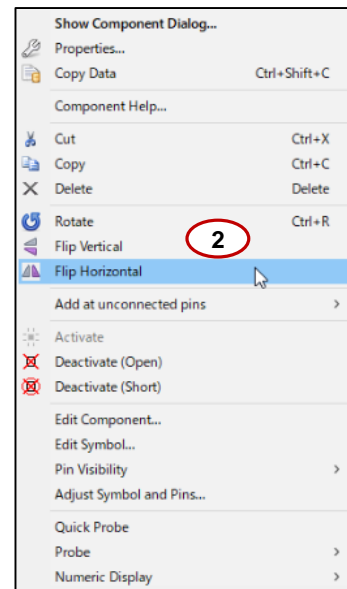 Show Component Dialog...
Properties...
Copy Data Ctrl+Shift+C
Component Help...
Cut Ctrl+X
Copy Ctrl+C
Delete Delete
Rotate Ctrl+R
Flip Vertical 2
Flip Horizontal
Add at unconnected pins >
Activate
Deactivate (Open)
Deactivate (Short)
Edit Component...
Edit Symbol...
Pin Visibility >
Adjust Symbol and Pins...
Quick Probe
Probe >
Numeric Display >